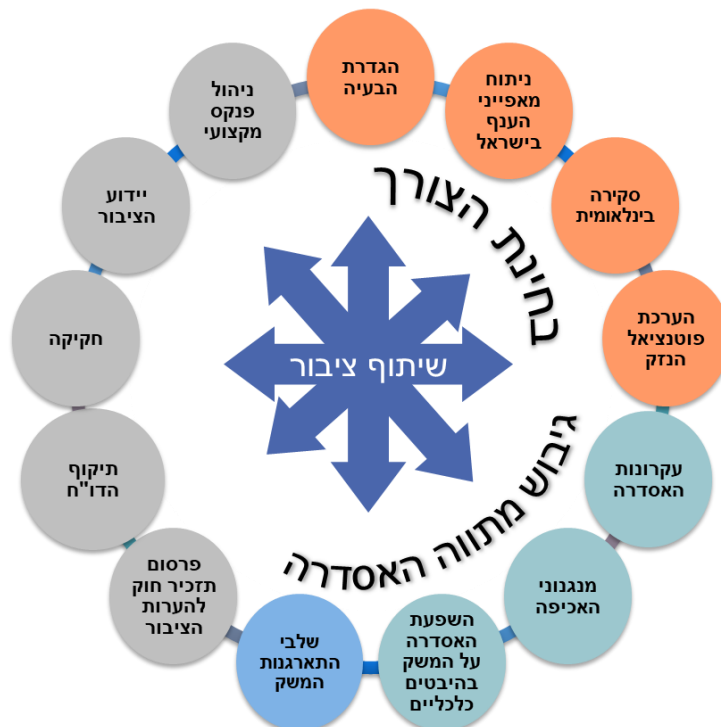 הגדרת
הבעיה
ניתוח
מאפייני
הענף
בישראל
סקירה
בינלאומית
הערכת
פוטנציאל
הנזק
עקרונות
האסדרה
מנגנוני
האכיפה
השפעת
האסדרה
על המשק
בהיבטים
כלכליים
שלבי
התארגנות
המשק
פרסום
תזכיר חוק
להערות
הציבור
תיקוף
הדו"ח
חקיקה
יידוע
הציבור
ניהול
פנקס
מקצועי
בחינת הצורך
גיבוש מתווה האסדרה
שיתוף ציבור